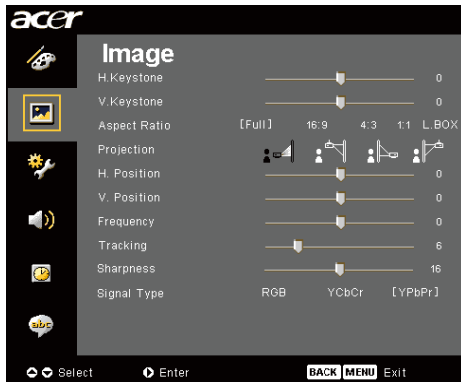 acer
Image
H.Keystone 0
V.Keystone 0
Aspect Ratio [Full] 16:9 4:3 1:1 L.BOX
Projection
H. Position 0
V. Position 0
Frequency 0
Tracking 6
Sharpness 16
Signal Type RGB YCbCr [YPbPr]
abc
Select Enter BACK MENU Exit